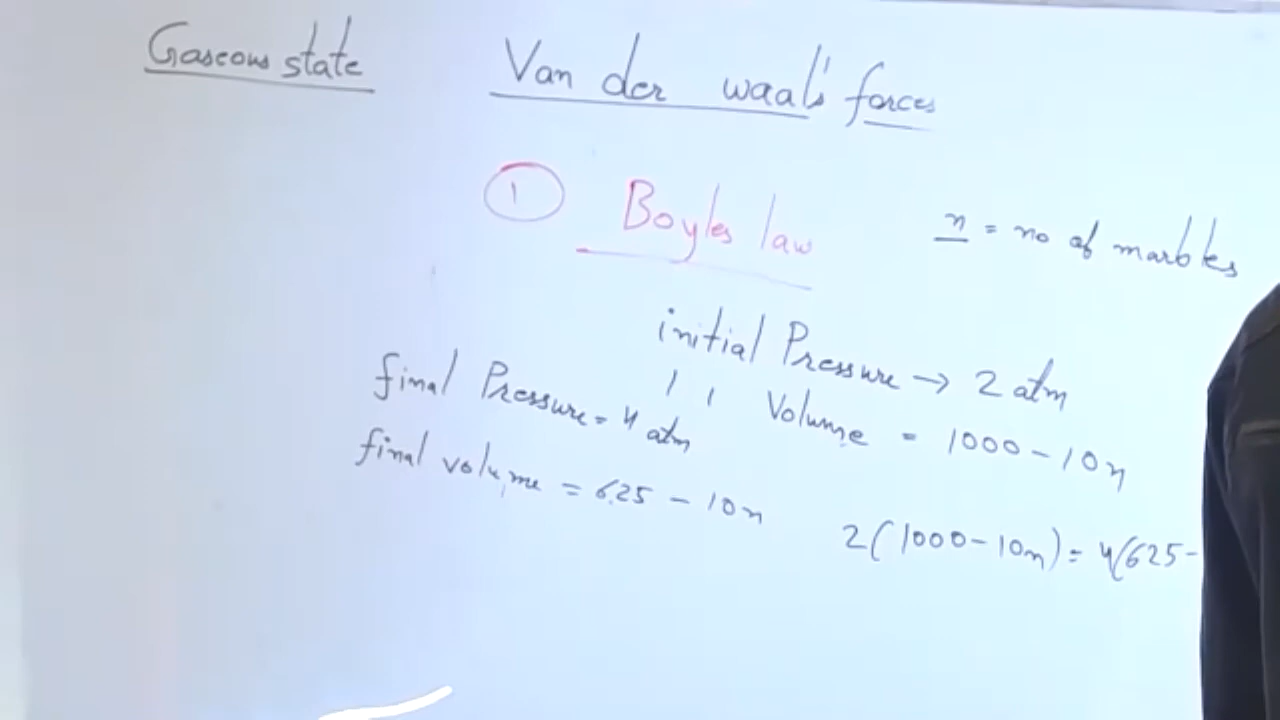 Gaseous state
Van der waal's forces
1 Boyles law
n = no of marbles
initial Pressure → 2 atm
ı ı Volume = 1000 - 10n
final Pressure = 4 atm
final volume = 625 - 10n
2(1000-10n) = 4(625-